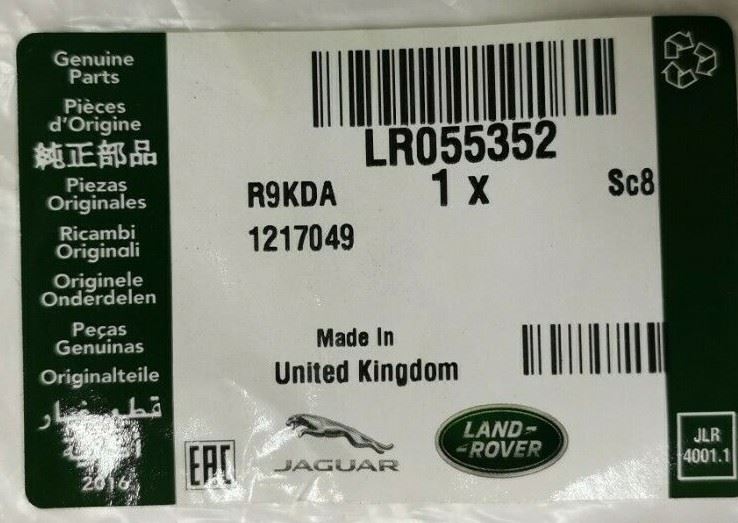 Genuine
Parts
Pièces
d'Origine
純正部品
Piezas
Originales
Ricambi
Originali
Originele
Onderdelen
Peças
Genuinas
Originalteile
2016
LR055352
R9KDA
1 x
Sc8
1217049
Made In
United Kingdom
EAC
JAGUAR
LAND-
-ROVER
JLR
4001.1